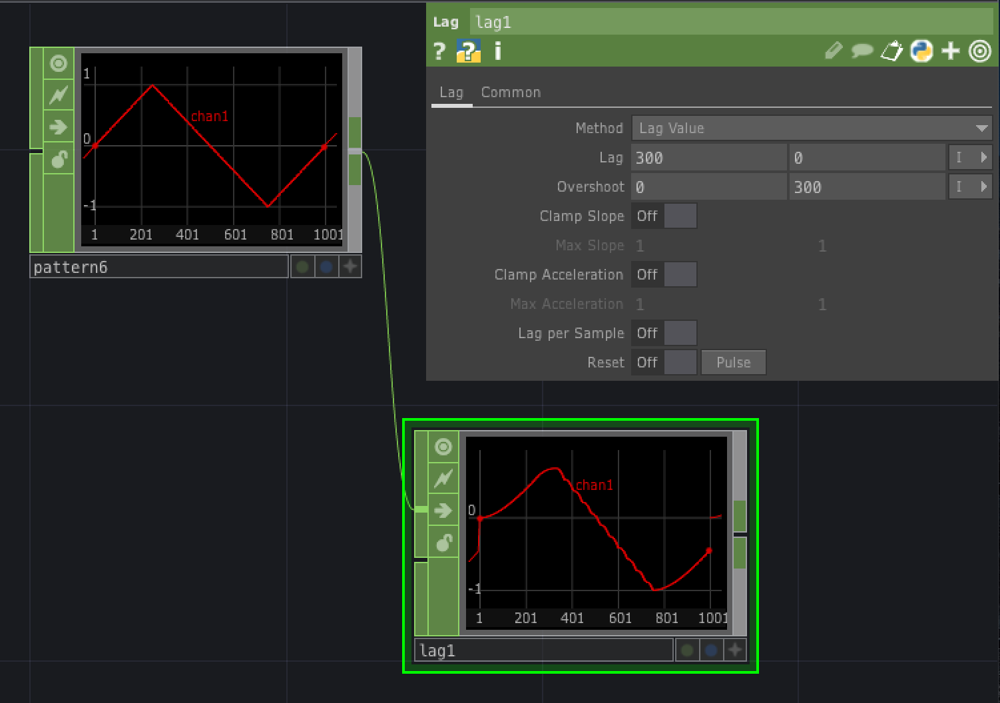 Lag lag1
? ? i
Lag Common
Method Lag Value
Lag 300 0 I
Overshoot 0 300 I
Clamp Slope Off
Max Slope 1 1
Clamp Acceleration Off
Max Acceleration 1 1
Lag per Sample Off
Reset Off Pulse
1
chan1
0
-1
1 201 401 601 801 1001
pattern6
chan1
0
-1
1 201 401 601 801 1001
lag1